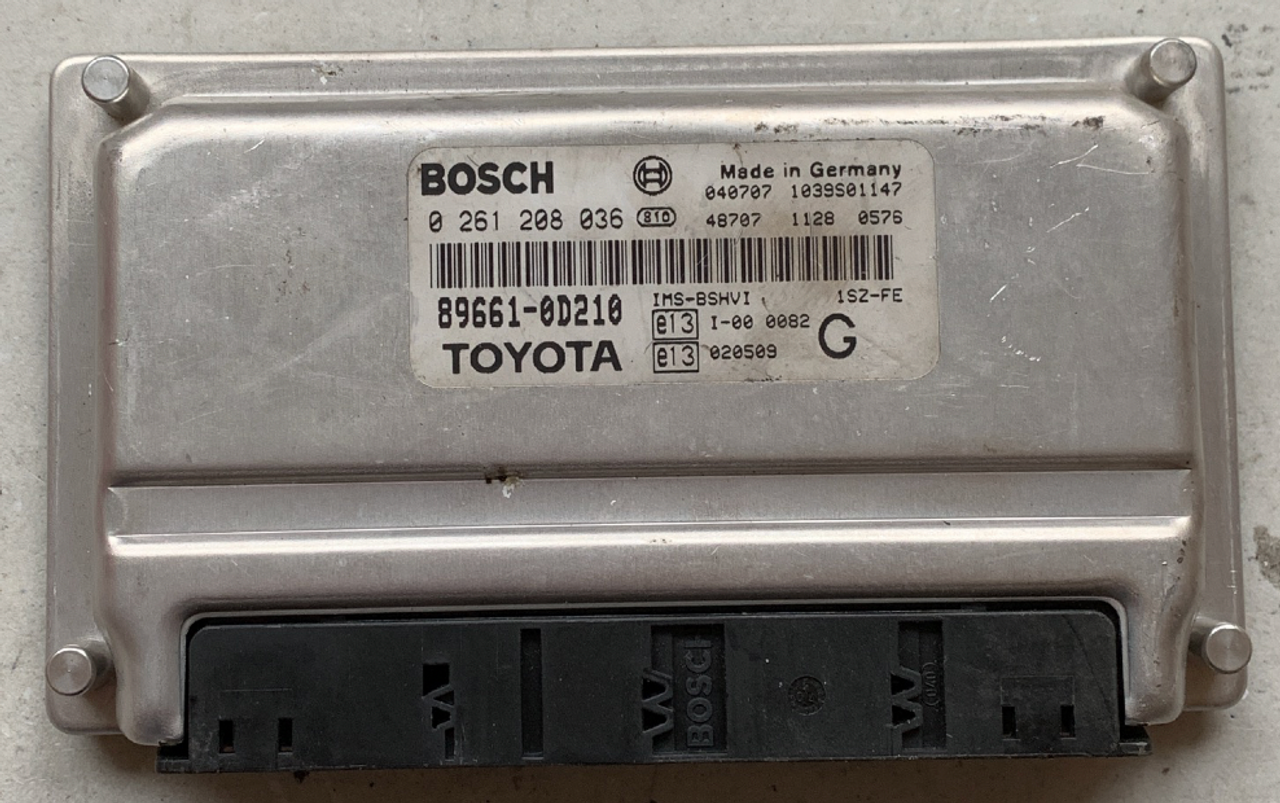 BOSCH Made in Germany
040707 1039S01147
0 261 208 036 810 48707 1128 0576
89661-0D210 IMS-BSHVI 1SZ-FE
e13 I-00 0082 G
TOYOTA e13 020509
BOSCH